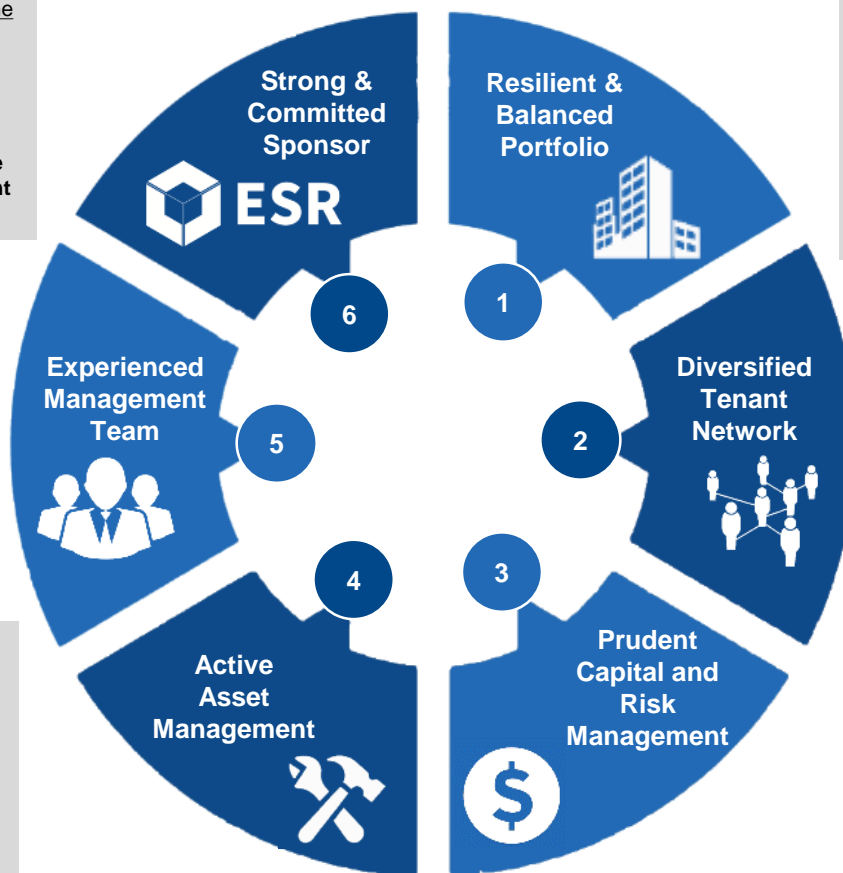 Strong &
Committed
Sponsor
ESR
6
Resilient &
Balanced
Portfolio
1
Diversified
Tenant
Network
2
Prudent
Capital and
Risk
Management
$
3
Active
Asset
Management
4
Experienced
Management
Team
5